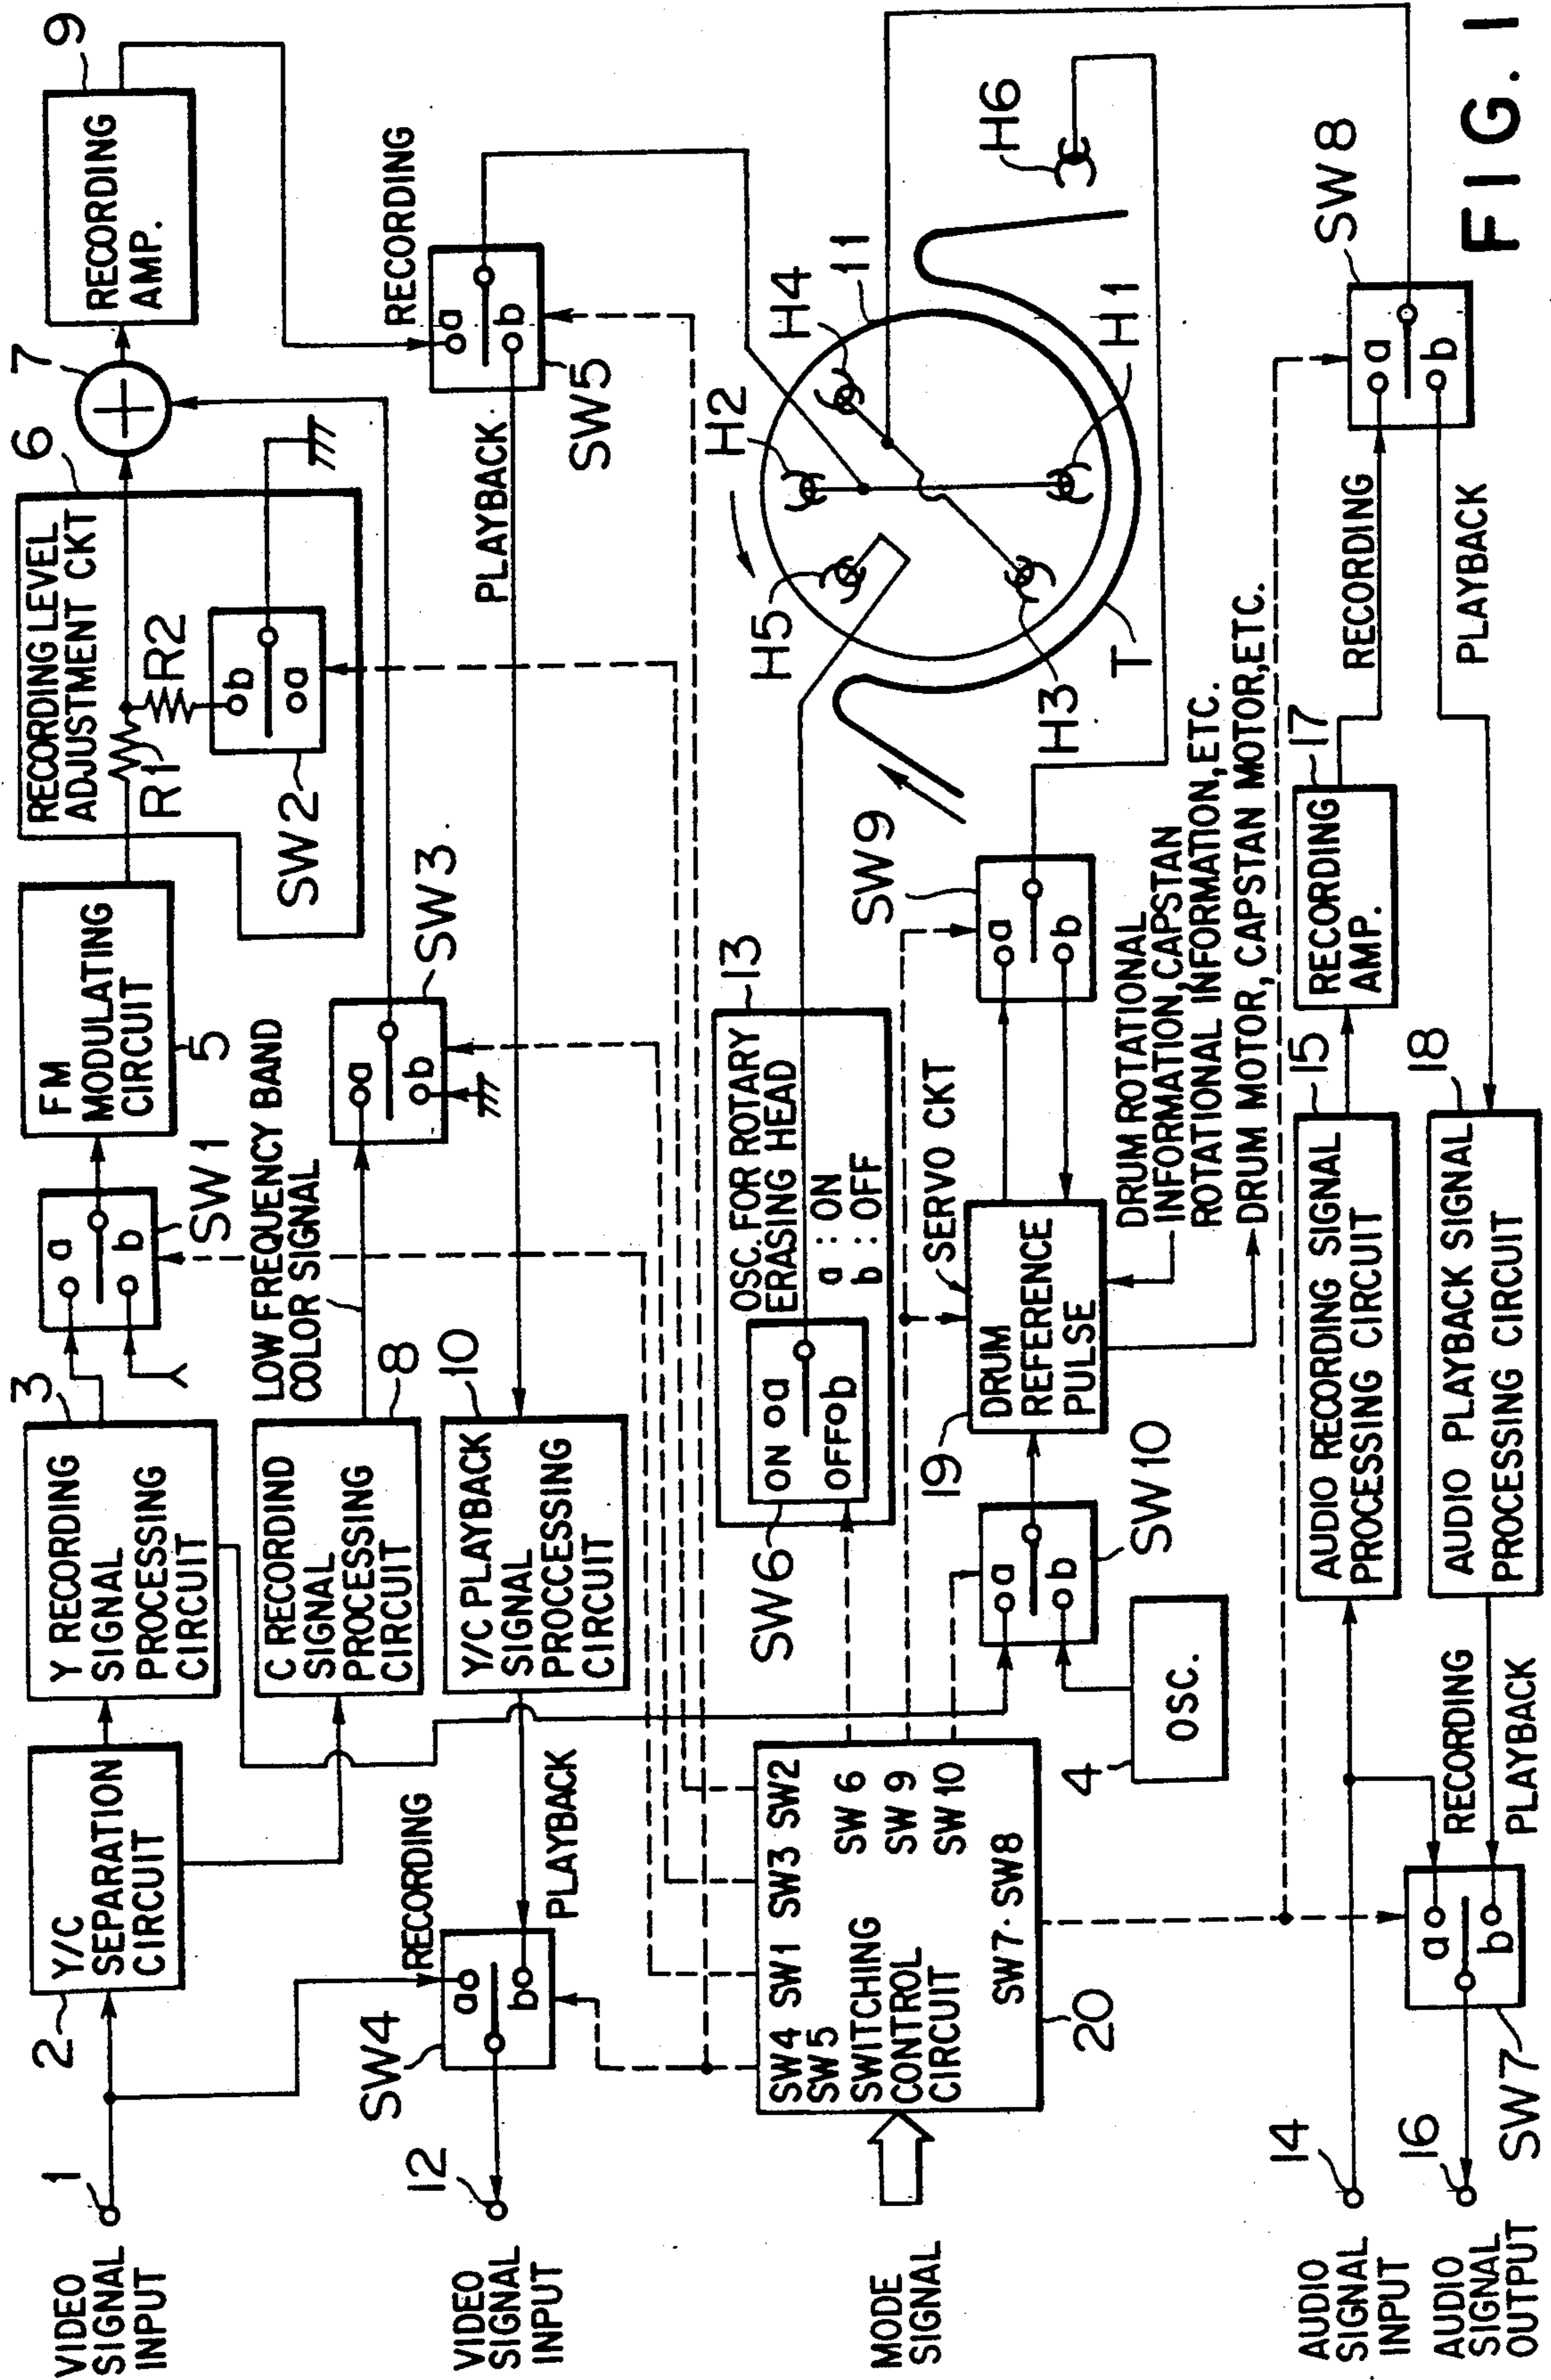 VIDEO
SIGNAL
INPUT
1
2
Y/C
SEPARATION
CIRCUIT
3
Y RECORDING
SIGNAL
PROCESSING
CIRCUIT
a
b
SW1
FM
MODULATING
CIRCUIT
5
RECORDING LEVEL
ADJUSTMENT CKT
6
R1
R2
b
a
SW2
7
RECORDING
AMP.
9
C RECORDIND
SIGNAL
PROCESSING
CIRCUIT
8
LOW FREQUENCY BAND
COLOR SIGNAL
a
b
SW3
VIDEO
SIGNAL
INPUT
12
SW4
a
b
RECORDING
PLAYBACK
Y/C PLAYBACK
SIGNAL
PROCCESSING
CIRCUIT
10
PLAYBACK
RECORDING
a
b
SW5
MODE
SIGNAL
SW4 SW1 SW3 SW2
SW5
SWITCHING
CONTROL
CIRCUIT
SW 6
SW 9
SW 10
SW7·SW8
20
OSC. FOR ROTARY
ERASING HEAD
a : ON
b : OFF
13
ON a
OFF b
SW6
4
OSC.
a
b
SW10
19
DRUM
REFERENCE
PULSE
SERVO CKT
a
b
SW9
DRUM ROTATIONAL
INFORMATION,CAPSTAN
ROTATIONAL INFORMATION,ETC.
DRUM MOTOR, CAPSTAN MOTOR,ETC.
H5
H2
H4
11
H3
T
H1
H6
AUDIO
SIGNAL
INPUT
14
AUDIO
SIGNAL
OUTPUT
16
SW7
a
b
RECORDING
PLAYBACK
AUDIO RECORDING SIGNAL
PROCESSING CIRCUIT
15
RECORDING
AMP.
17
AUDIO PLAYBACK SIGNAL
PROCESSING CIRCUIT
18
RECORDING
PLAYBACK
a
b
SW8
FIG. 1